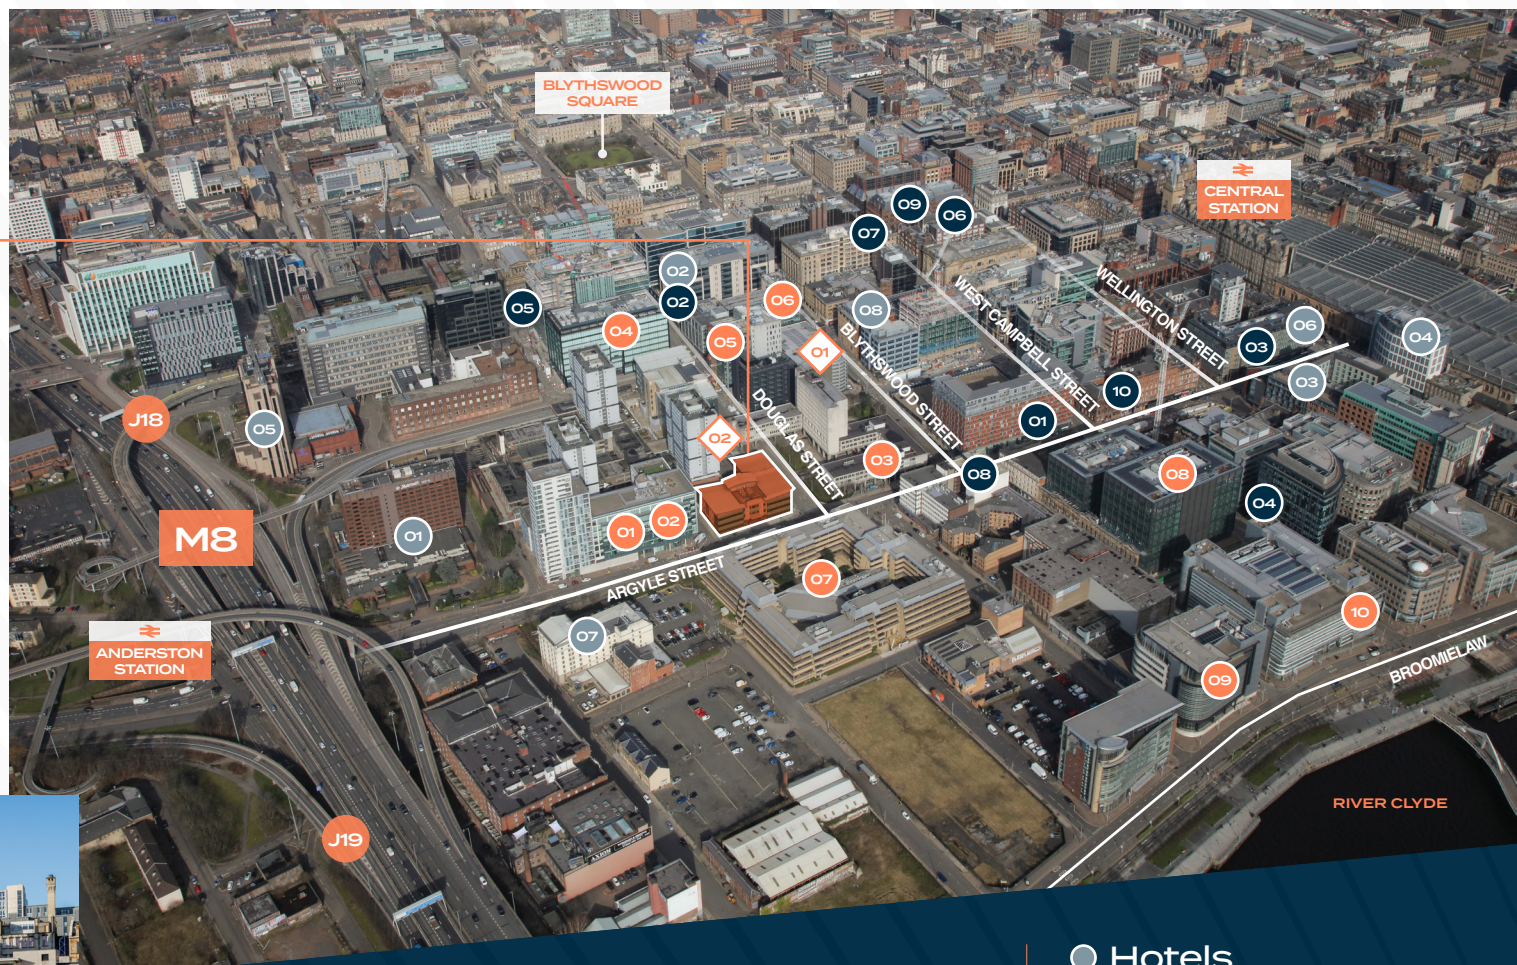 BLYTHSWOOD
SQUARE
CENTRAL
STATION
09
06
07
02
02
05
06
04
05
08
01
WEST CAMPBELL STREET
WELLINGTON STREET
BLYTHSWOOD STREET
DOUGLAS STREET
06
04
03
03
10
01
J18
05
02
03
08
08
04
M8
01
01
02
ARGYLE STREET
07
07
10
ANDERSTON
STATION
09
BROOMIELAW
J19
RIVER CLYDE
AXIOM
Hotels